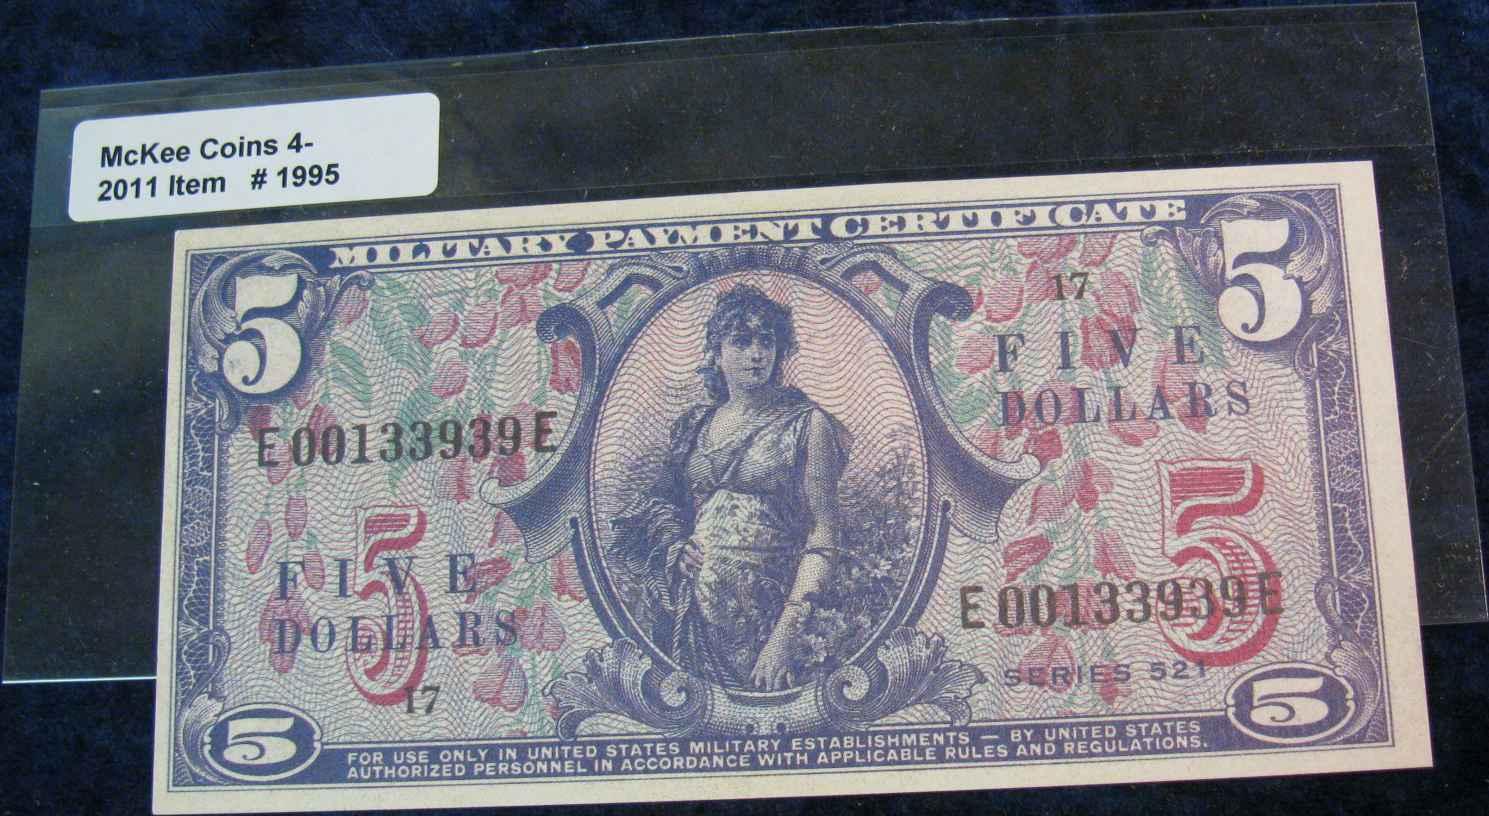 McKee Coins 4-
2011 Item # 1995
MILITARY PAYMENT CERTIFICATE
5
5
17
FIVE
DOLLARS
E00133939E
5
5
FIVE
DOLLARS
E00133939E
SERIES 521
17
5
5
FOR USE ONLY IN UNITED STATES MILITARY ESTABLISHMENTS — BY UNITED STATES
AUTHORIZED PERSONNEL IN ACCORDANCE WITH APPLICABLE RULES AND REGULATIONS.